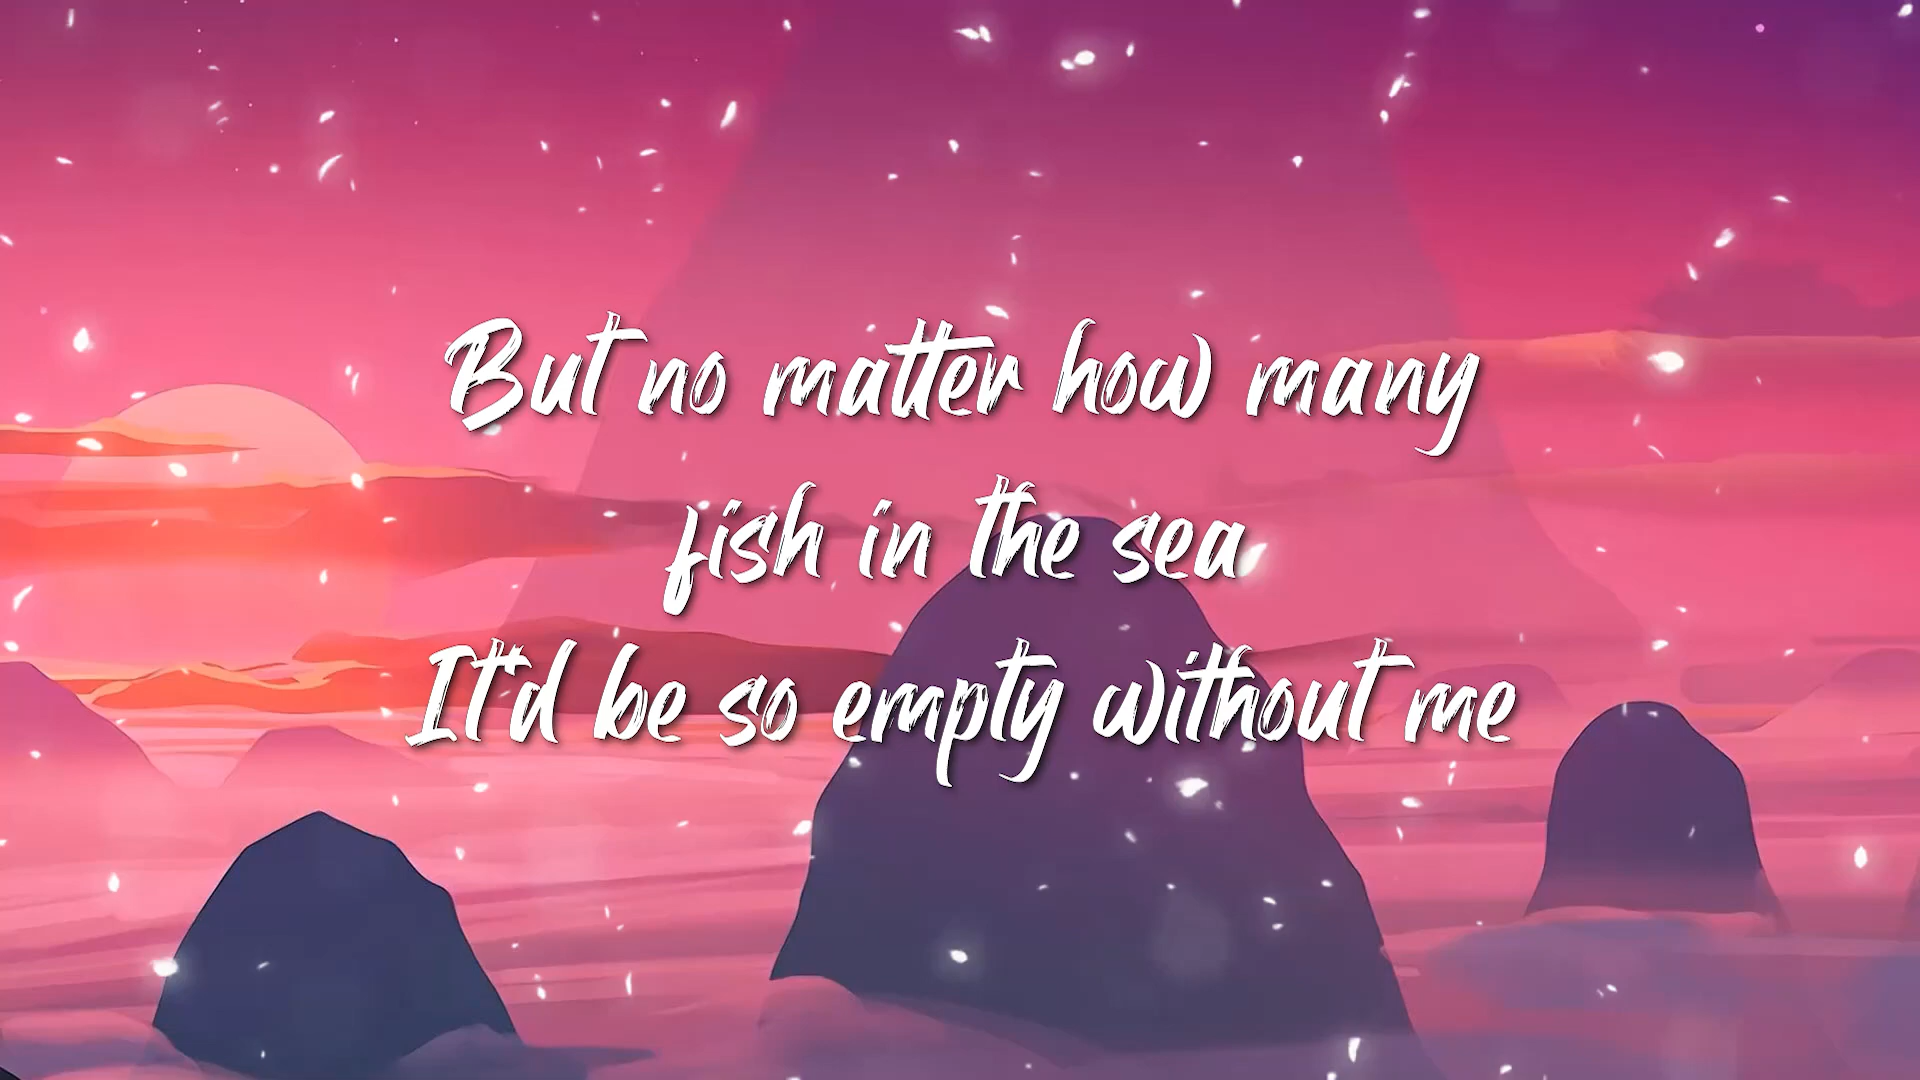 But no matter how many
fish in the sea
It'd be so empty without me